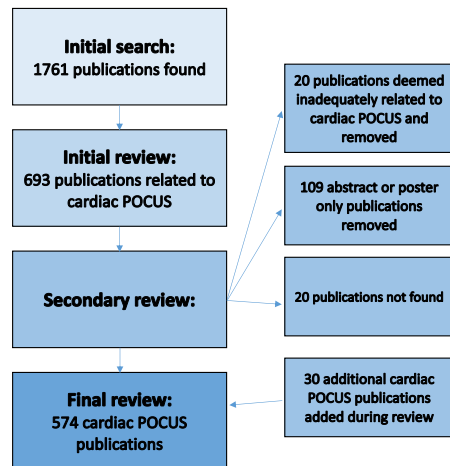 Initial search:
1761 publications found
Initial review:
693 publications related to
cardiac POCUS
Secondary review:
Final review:
574 cardiac POCUS
publications
20 publications deemed
inadequately related to
cardiac POCUS and
removed
109 abstract or poster
only publications
removed
20 publications not found
30 additional cardiac
POCUS publications
added during review